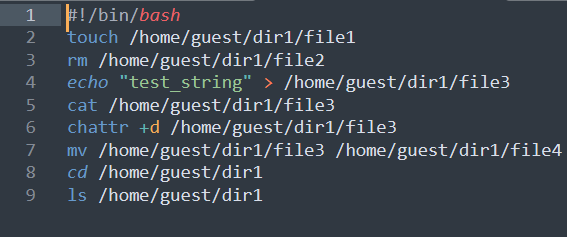 1 #!/bin/bash
2 touch /home/guest/dir1/file1
3 rm /home/guest/dir1/file2
4 echo "test_string" > /home/guest/dir1/file3
5 cat /home/guest/dir1/file3
6 chattr +d /home/guest/dir1/file3
7 mv /home/guest/dir1/file3 /home/guest/dir1/file4
8 cd /home/guest/dir1
9 ls /home/guest/dir1